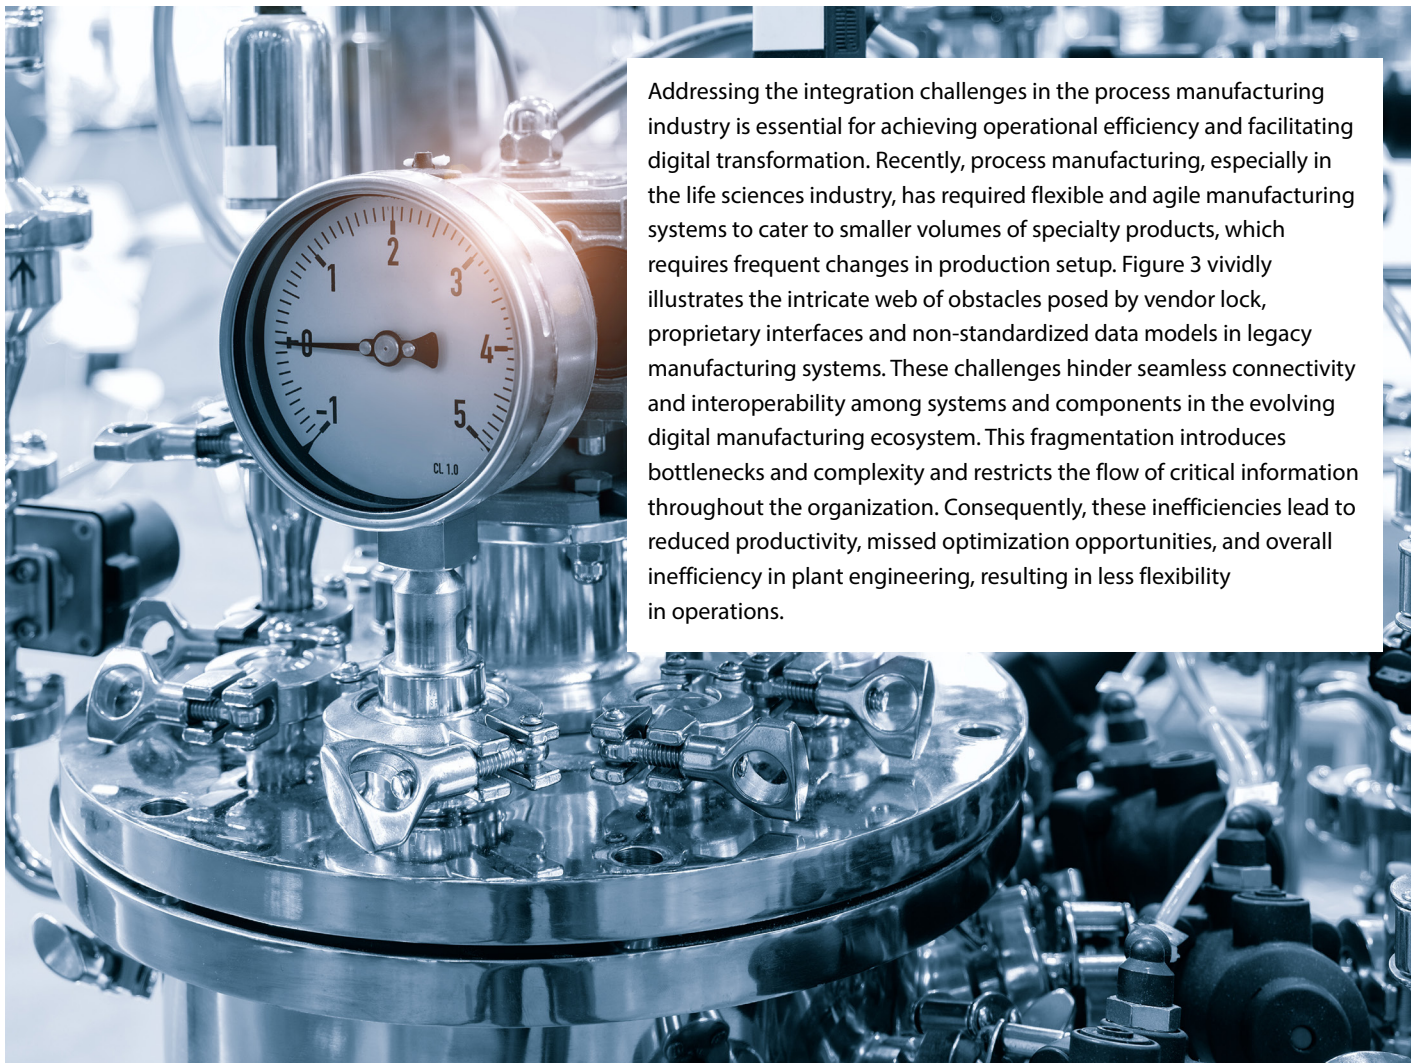 Addressing the integration challenges in the process manufacturing
industry is essential for achieving operational efficiency and facilitating
digital transformation. Recently, process manufacturing, especially in
the life sciences industry, has required flexible and agile manufacturing
systems to cater to smaller volumes of specialty products, which
requires frequent changes in production setup. Figure 3 vividly
illustrates the intricate web of obstacles posed by vendor lock,
proprietary interfaces and non-standardized data models in legacy
manufacturing systems. These challenges hinder seamless connectivity
and interoperability among systems and components in the evolving
digital manufacturing ecosystem. This fragmentation introduces
bottlenecks and complexity and restricts the flow of critical information
throughout the organization. Consequently, these inefficiencies lead to
reduced productivity, missed optimization opportunities, and overall
inefficiency in plant engineering, resulting in less flexibility
in operations.
-1
0
1
2
3
4
5
CL 1.0